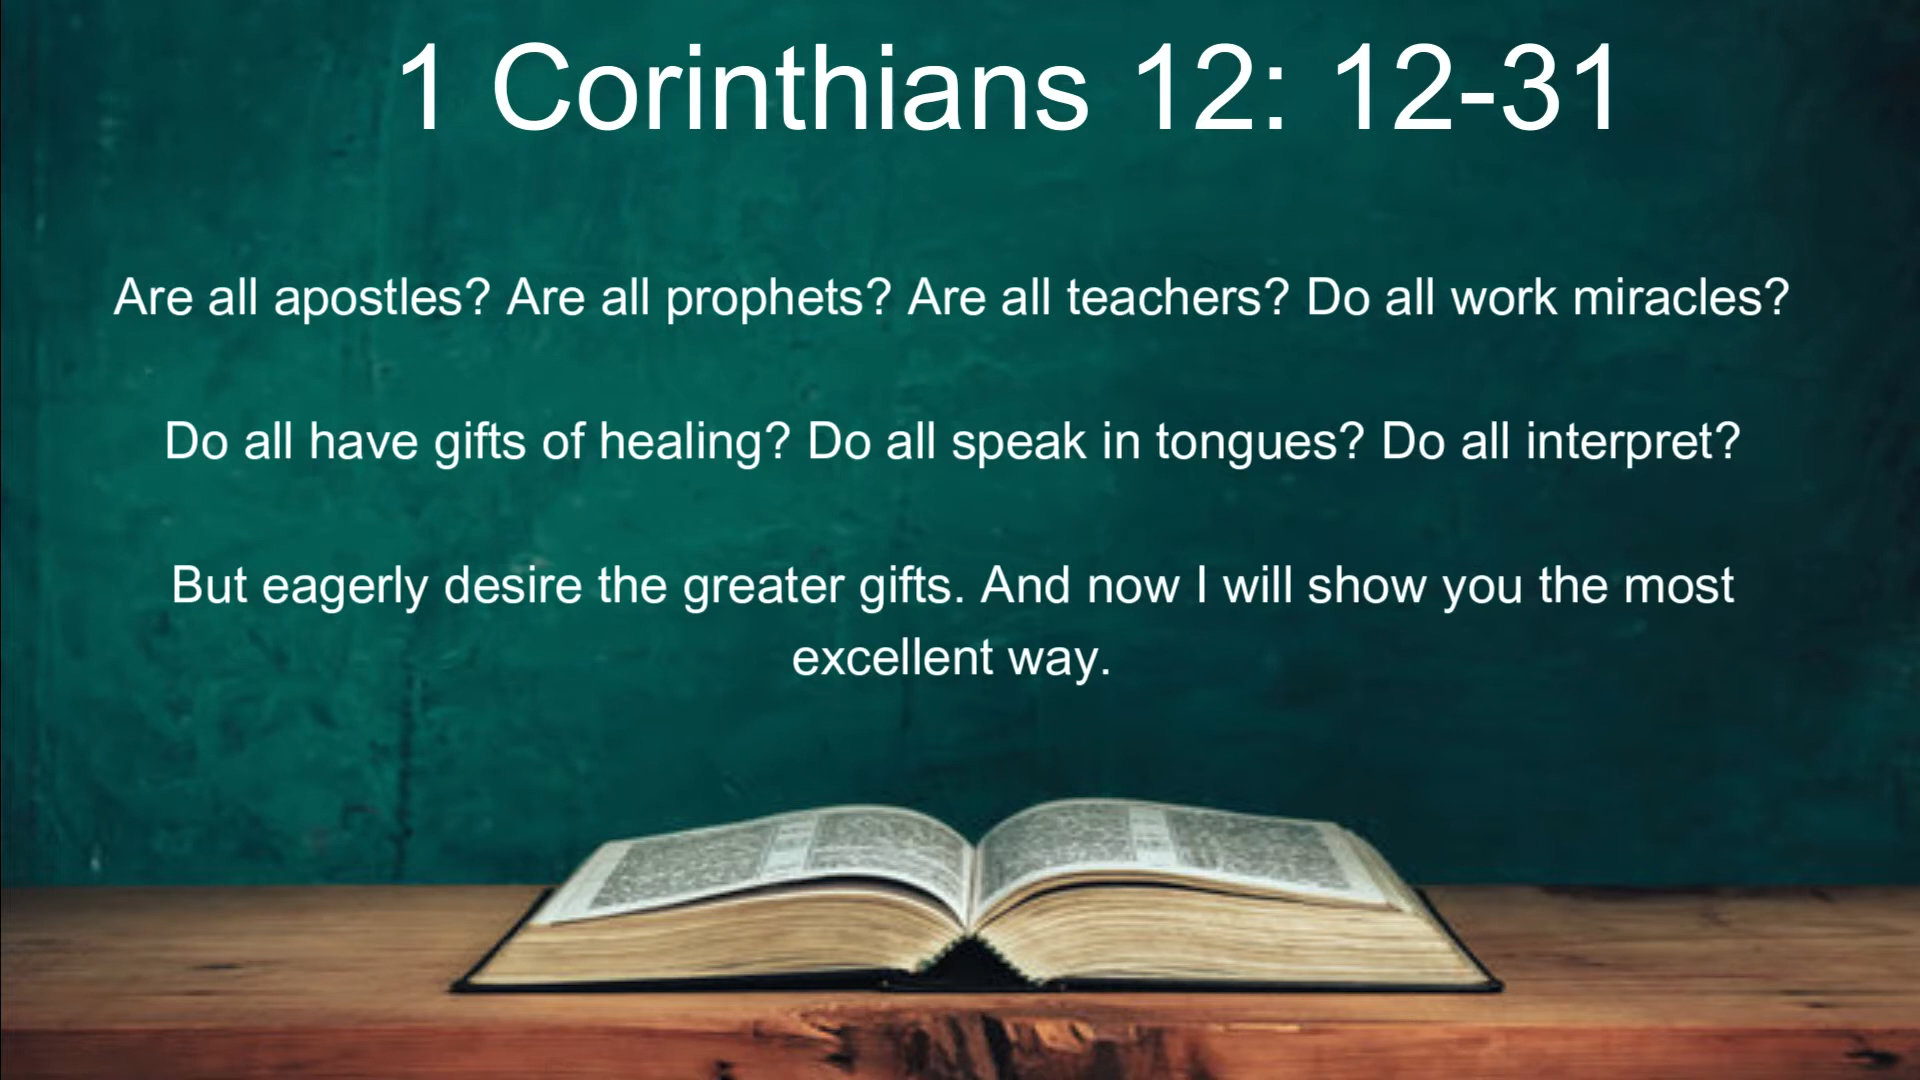 1 Corinthians 12: 12-31
Are all apostles? Are all prophets? Are all teachers? Do all work miracles?
Do all have gifts of healing? Do all speak in tongues? Do all interpret?
But eagerly desire the greater gifts. And now I will show you the most
excellent way.